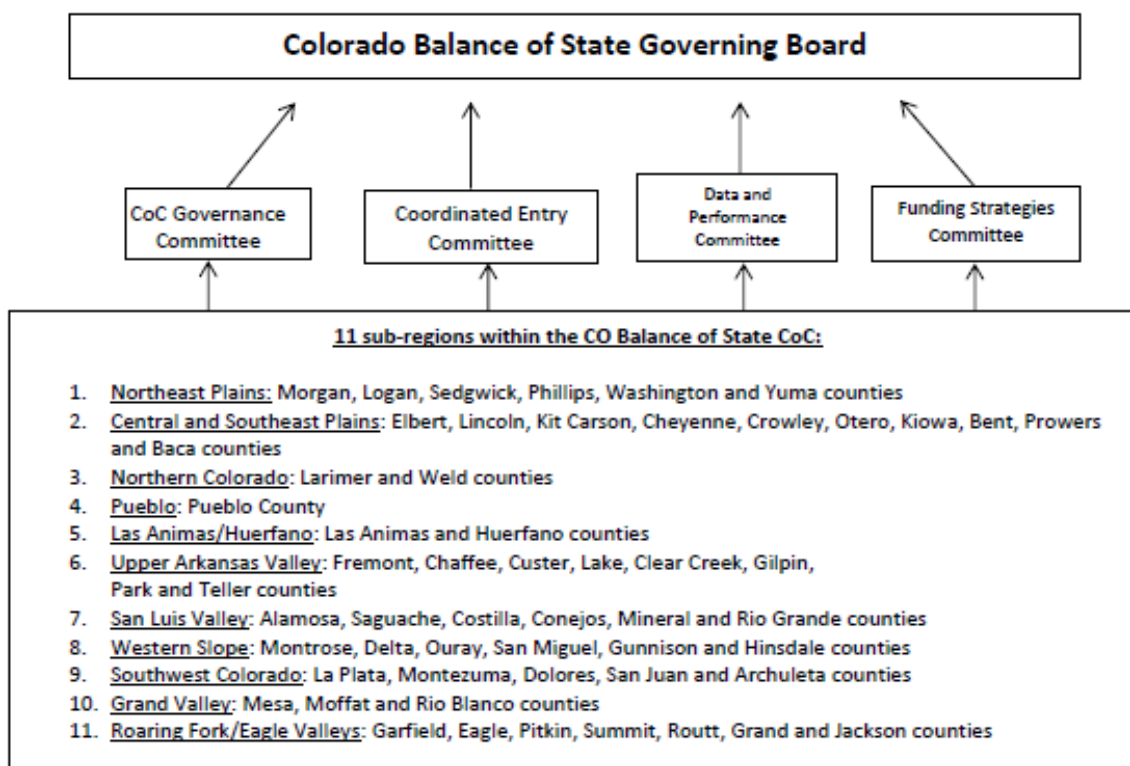 Colorado Balance of State Governing Board
CoC Governance
Committee
Coordinated Entry
Committee
Data and
Performance
Committee
Funding Strategies
Committee
11 sub-regions within the CO Balance of State CoC:
1. Northeast Plains: Morgan, Logan, Sedgwick, Phillips, Washington and Yuma counties
2. Central and Southeast Plains: Elbert, Lincoln, Kit Carson, Cheyenne, Crowley, Otero, Kiowa, Bent, Prowers
and Baca counties
3. Northern Colorado: Larimer and Weld counties
4. Pueblo: Pueblo County
5. Las Animas/Huerfano: Las Animas and Huerfano counties
6. Upper Arkansas Valley: Fremont, Chaffee, Custer, Lake, Clear Creek, Gilpin,
Park and Teller counties
7. San Luis Valley: Alamosa, Saguache, Costilla, Conejos, Mineral and Rio Grande counties
8. Western Slope: Montrose, Delta, Ouray, San Miguel, Gunnison and Hinsdale counties
9. Southwest Colorado: La Plata, Montezuma, Dolores, San Juan and Archuleta counties
10. Grand Valley: Mesa, Moffat and Rio Blanco counties
11. Roaring Fork/Eagle Valleys: Garfield, Eagle, Pitkin, Summit, Routt, Grand and Jackson counties